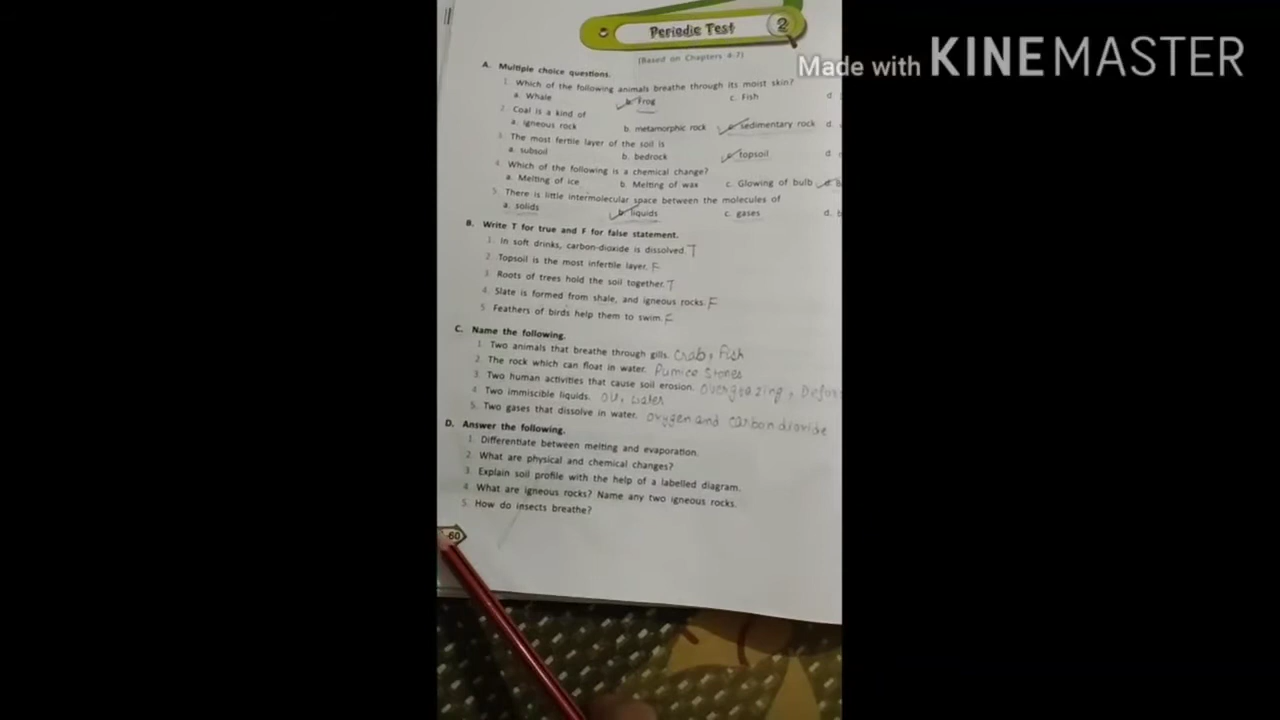 Periodic Test 2
(Based on Chapters 4-7)
Made with KINEMASTER
A. Multiple choice questions.
1. Which of the following animals breathe through its moist skin?
a. Whale b. Frog c. Fish d.
2. Coal is a kind of
a. igneous rock b. metamorphic rock c. sedimentary rock d.
3. The most fertile layer of the soil is
a. subsoil b. bedrock c. topsoil d.
4. Which of the following is a chemical change?
a. Melting of ice b. Melting of wax c. Glowing of bulb d.
5. There is little intermolecular space between the molecules of
a. solids b. liquids c. gases d.
B. Write T for true and F for false statement.
1. In soft drinks, carbon-dioxide is dissolved. T
2. Topsoil is the most infertile layer. F
3. Roots of trees hold the soil together. T
4. Slate is formed from shale, and igneous rocks. F
5. Feathers of birds help them to swim. F
C. Name the following.
1. Two animals that breathe through gills. Crab, Fish
2. The rock which can float in water. Pumice Stones
3. Two human activities that cause soil erosion. Overgrazing, Defor
4. Two immiscible liquids. Oil, Water
5. Two gases that dissolve in water. Oxygen and Carbon dioxide
D. Answer the following.
1. Differentiate between melting and evaporation.
2. What are physical and chemical changes?
3. Explain soil profile with the help of a labelled diagram.
4. What are igneous rocks? Name any two igneous rocks.
5. How do insects breathe?
60